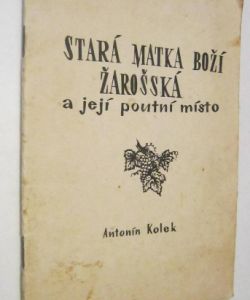 STARÁ MATKA BOŽÍ
ŽAROŠSKÁ
a její poutní místo
Antonín Kolek